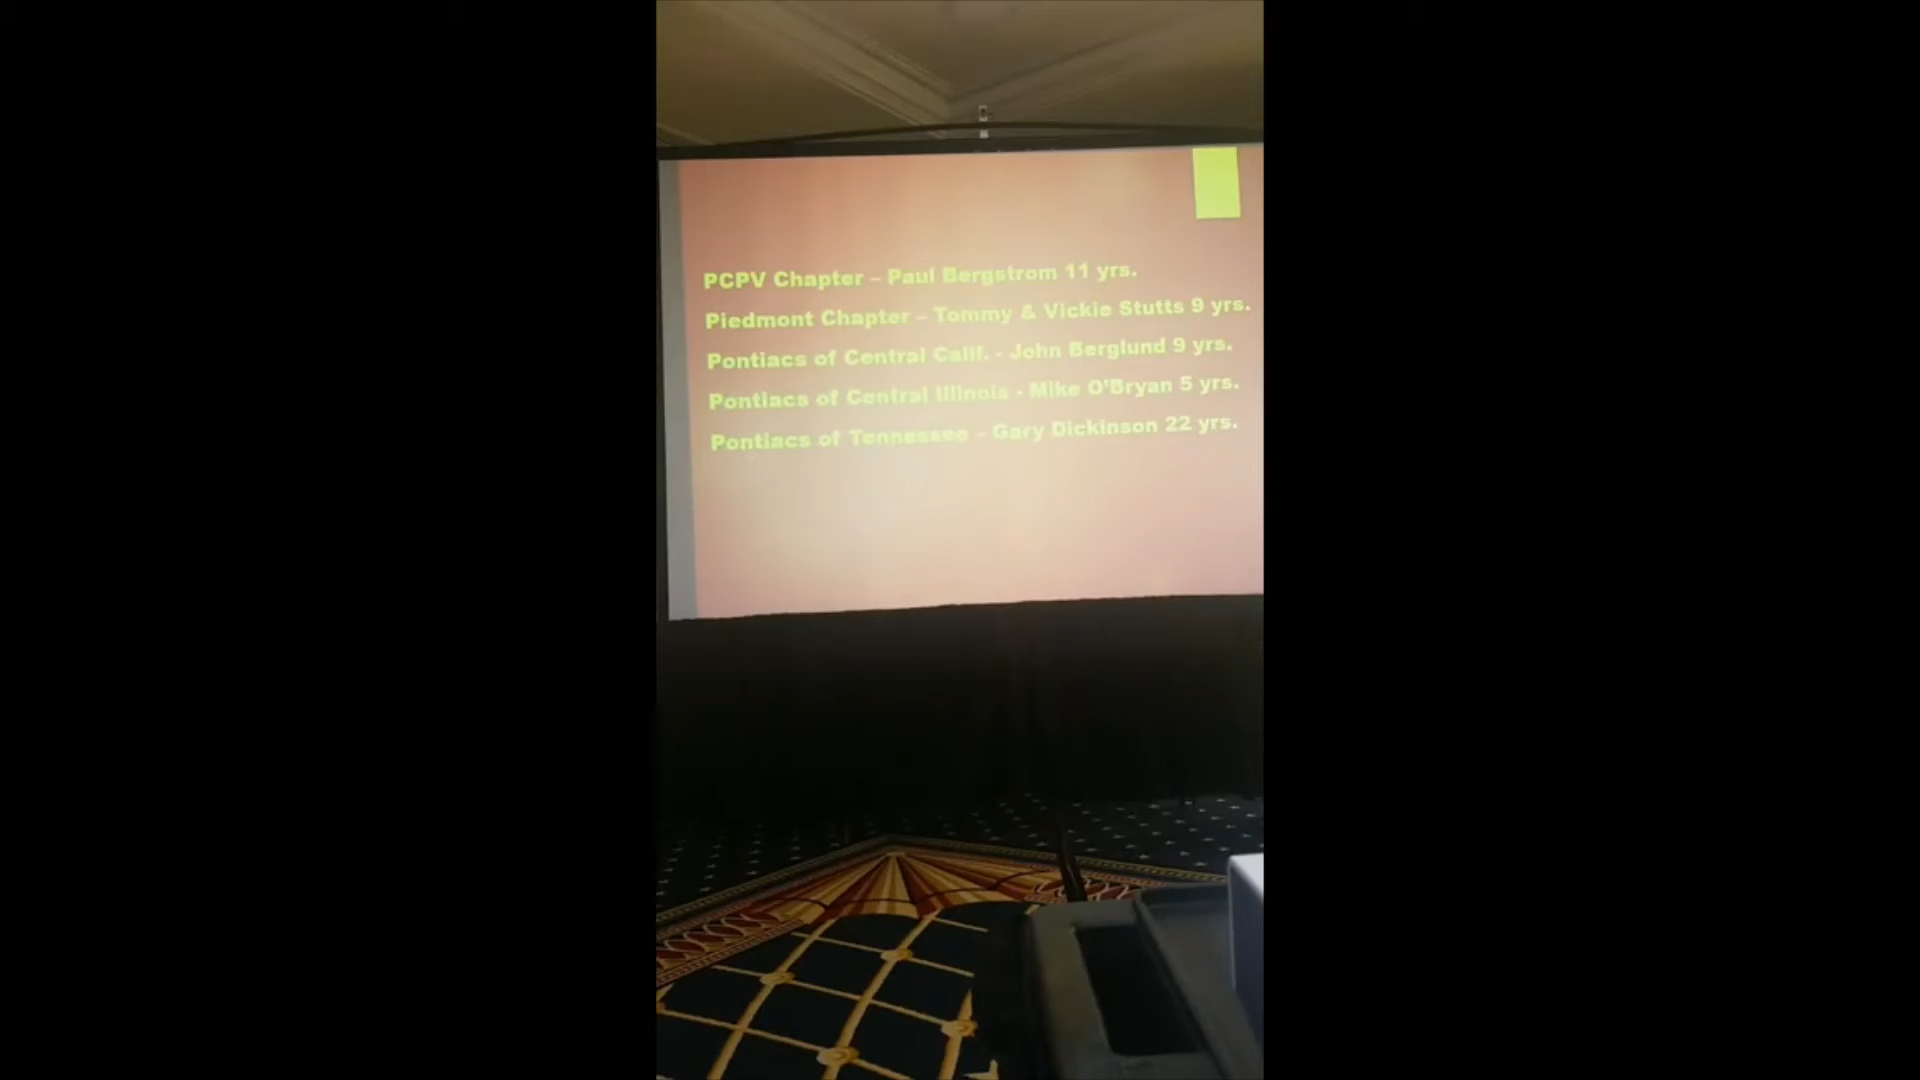 PCPV Chapter – Paul Bergstrom 11 yrs.
Piedmont Chapter – Tommy & Vickie Stutts 9 yrs.
Pontiacs of Central Calif. - John Berglund 9 yrs.
Pontiacs of Central Illinois - Mike O'Bryan 5 yrs.
Pontiacs of Tennessee – Gary Dickinson 22 yrs.